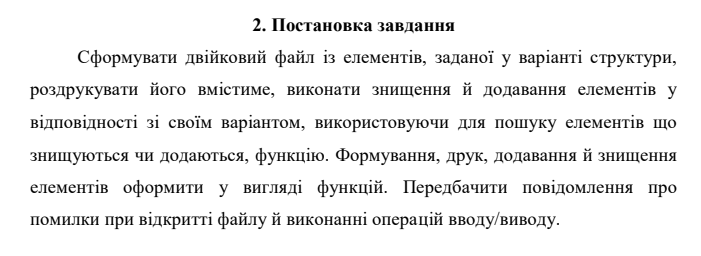 2. Постановка завдання
Сформувати двійковий файл із елементів, заданої у варіанті структури,
роздрукувати його вмістиме, виконати знищення й додавання елементів у
відповідності зі своїм варіантом, використовуючи для пошуку елементів що
знищуються чи додаються, функцію. Формування, друк, додавання й знищення
елементів оформити у вигляді функцій. Передбачити повідомлення про
помилки при відкритті файлу й виконанні операцій вводу/виводу.